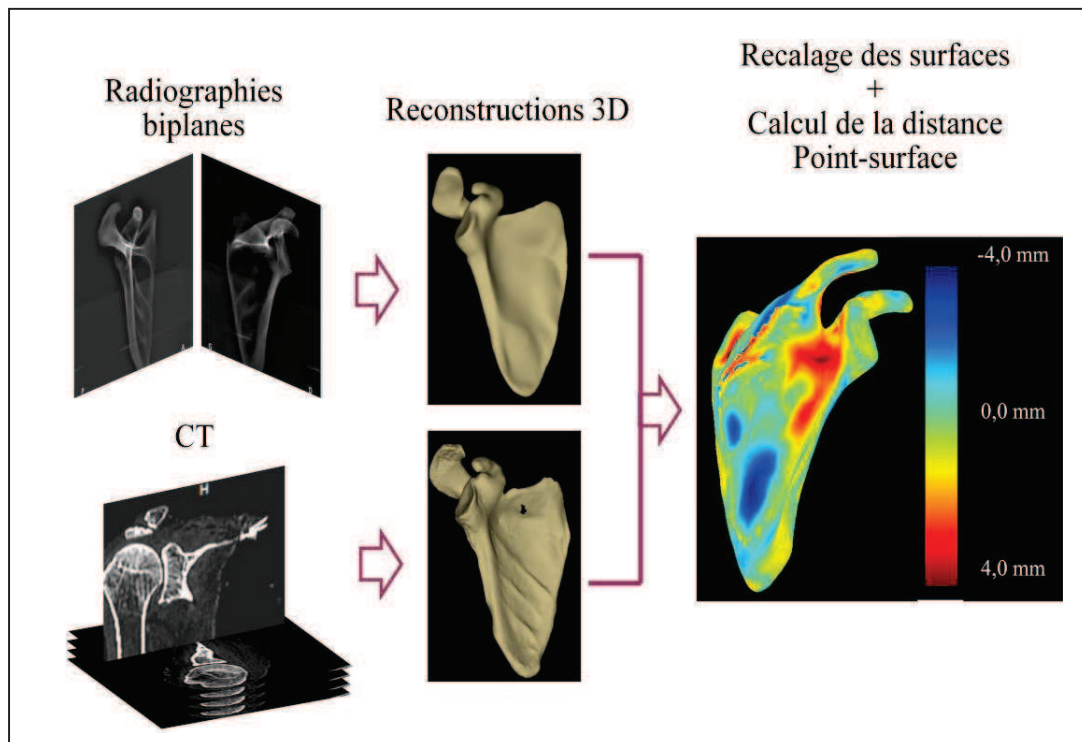 Radiographies
biplanes
Reconstructions 3D
Recalage des surfaces
+
Calcul de la distance
Point-surface
-4,0 mm
0,0 mm
4,0 mm
CT
H